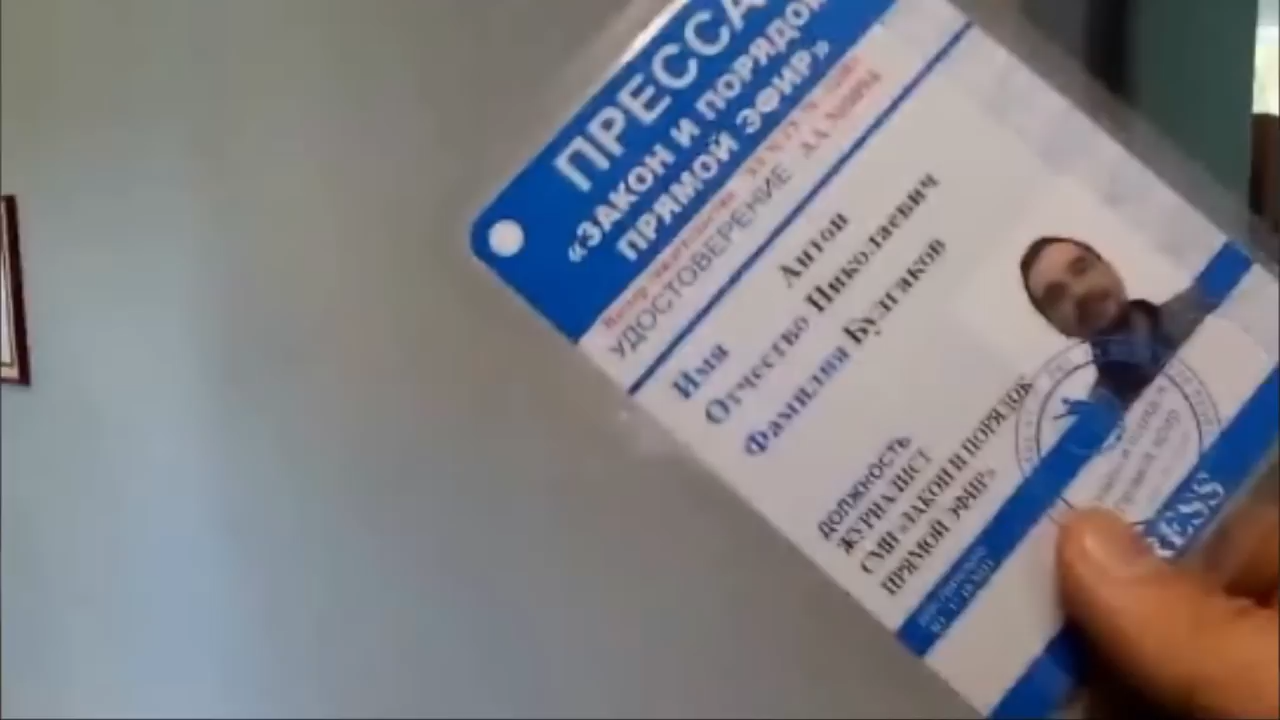 ПРЕССА
«ЗАКОН И ПОРЯДОК
ПРЯМОЙ ЭФИР»
УДОСТОВЕРЕНИЕ
Имя Антон
Отчество Николаевич
Фамилия Булгаков
ДОЛЖНОСТЬ
ЖУРНАЛИСТ
СМИ «ЗАКОН И ПОРЯДОК
ПРЯМОЙ ЭФИР»
RESS